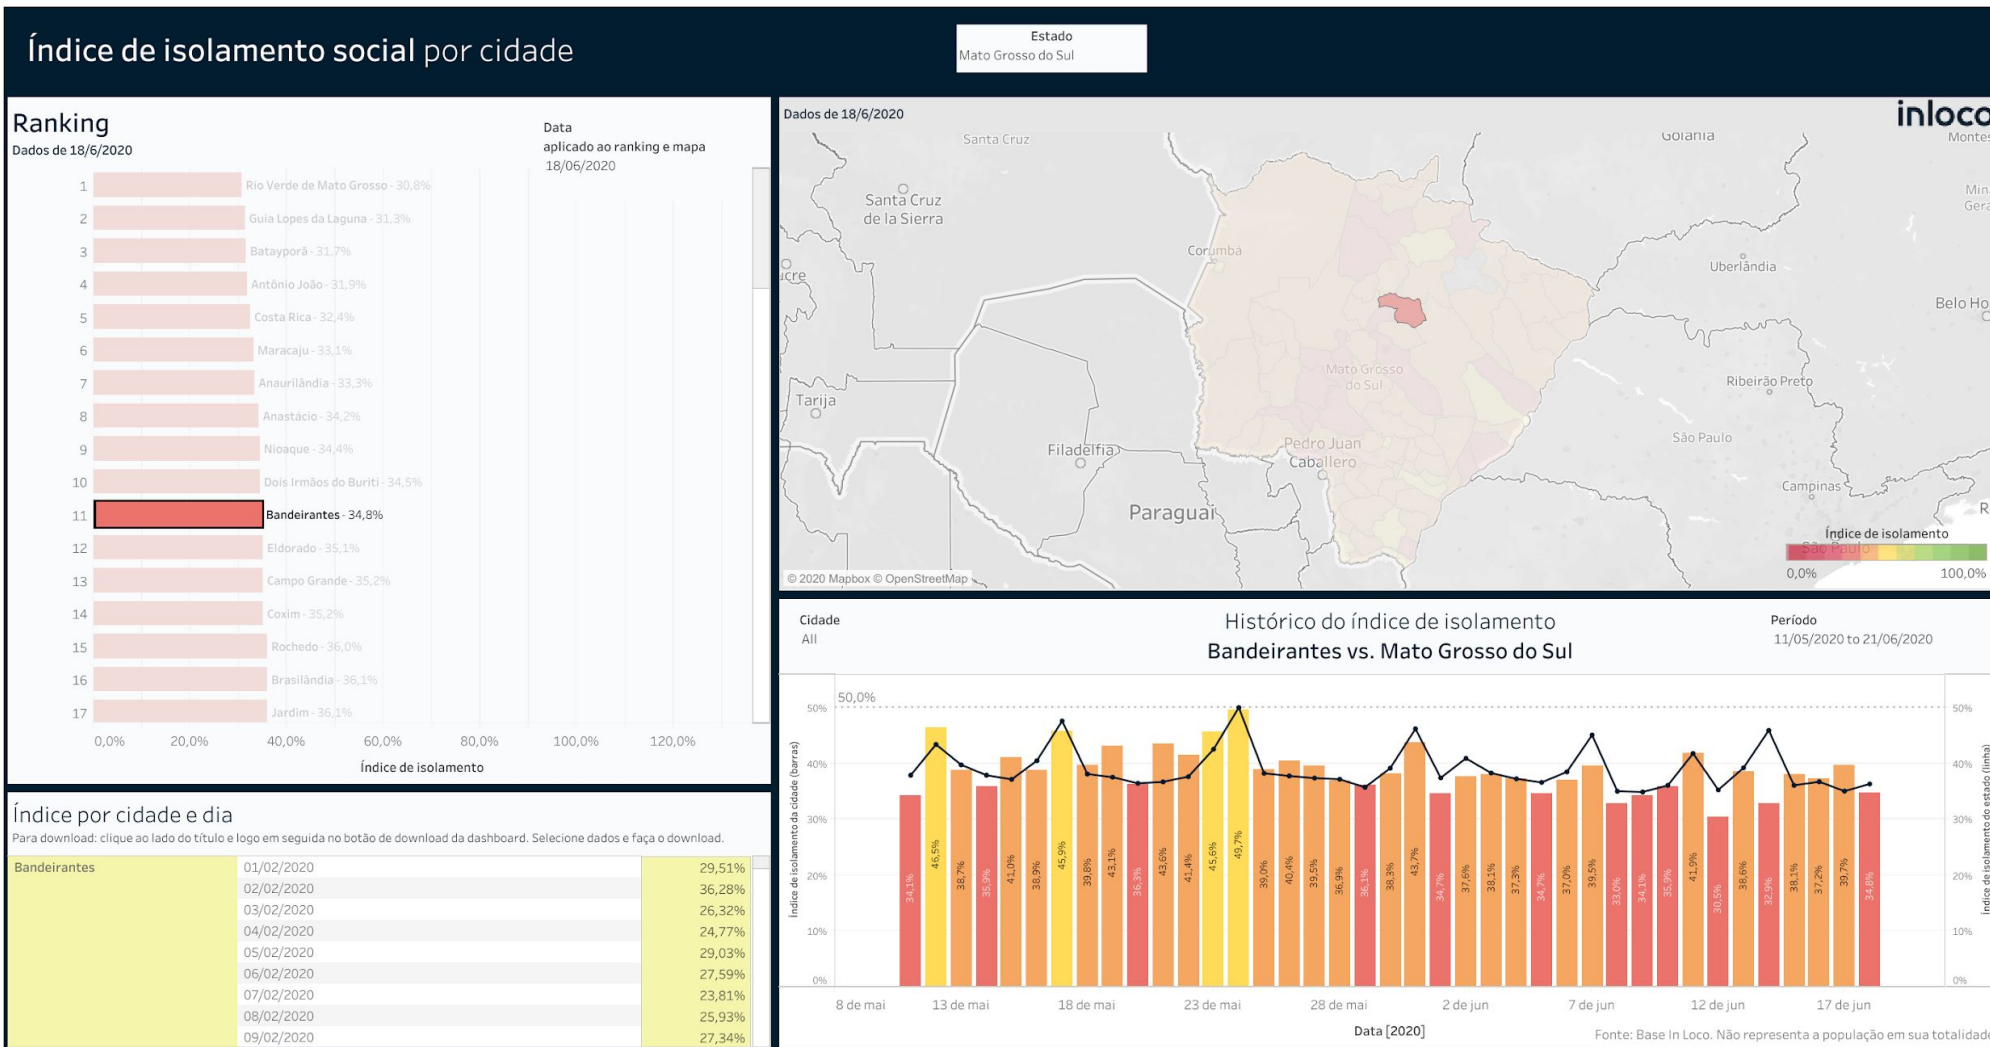 Índice de isolamento social por cidade
Estado
Mato Grosso do Sul
Ranking
Dados de 18/6/2020
Data
aplicado ao ranking e mapa
18/06/2020
1 Rio Verde de Mato Grosso - 30,8%
2 Guia Lopes da Laguna - 31,3%
3 Batayporã - 31,7%
4 Antônio João - 31,9%
5 Costa Rica - 32,4%
6 Maracaju - 33,1%
7 Anaurilândia - 33,3%
8 Anastácio - 34,2%
9 Nioaque - 34,4%
10 Dois Irmãos do Buriti - 34,5%
11 Bandeirantes - 34,8%
12 Eldorado - 35,1%
13 Campo Grande - 35,2%
14 Coxim - 35,2%
15 Rochedo - 36,0%
16 Brasilândia - 36,1%
17 Jardim - 36,1%
0,0% 20,0% 40,0% 60,0% 80,0% 100,0% 120,0%
Índice de isolamento
Índice por cidade e dia
Para download: clique ao lado do título e logo em seguida no botão de download da dashboard. Selecione dados e faça o download.
Bandeirantes 01/02/2020 29,51%
02/02/2020 36,28%
03/02/2020 26,32%
04/02/2020 24,77%
05/02/2020 29,03%
06/02/2020 27,59%
07/02/2020 23,81%
08/02/2020 25,93%
09/02/2020 27,34%
Dados de 18/6/2020
inloco
Santa Cruz
Goiânia
Montes
Santa Cruz
de la Sierra
Min
Gera
Corumbá
Uberlândia
ucre
Belo Ho
Mato Grosso
do Sul
Ribeirão Preto
Tarija
São Paulo
Filadélfia
Pedro Juan
Caballero
Campinas
Paraguai
R
Índice de isolamento
São Paulo
0,0% 100,0%
© 2020 Mapbox © OpenStreetMap
Cidade
All
Histórico do índice de isolamento
Bandeirantes vs. Mato Grosso do Sul
Período
11/05/2020 to 21/06/2020
50,0%
Índice de isolamento da cidade (barras)
50%
40%
30%
20%
10%
0%
34,1%
46,5%
38,7%
35,9%
41,0%
38,9%
45,9%
39,8%
43,1%
36,3%
43,6%
41,4%
45,6%
49,7%
39,0%
40,4%
39,5%
36,9%
36,1%
38,3%
43,7%
34,7%
37,6%
38,1%
37,3%
34,7%
37,0%
39,5%
33,0%
34,1%
35,9%
41,9%
30,5%
38,6%
32,9%
38,1%
37,2%
39,7%
34,8%
50%
40%
30%
20%
10%
0%
Índice de isolamento do estado (linha)
8 de mai 13 de mai 18 de mai 23 de mai 28 de mai 2 de jun 7 de jun 12 de jun 17 de jun
Data [2020]
Fonte: Base In Loco. Não representa a população em sua totalidade